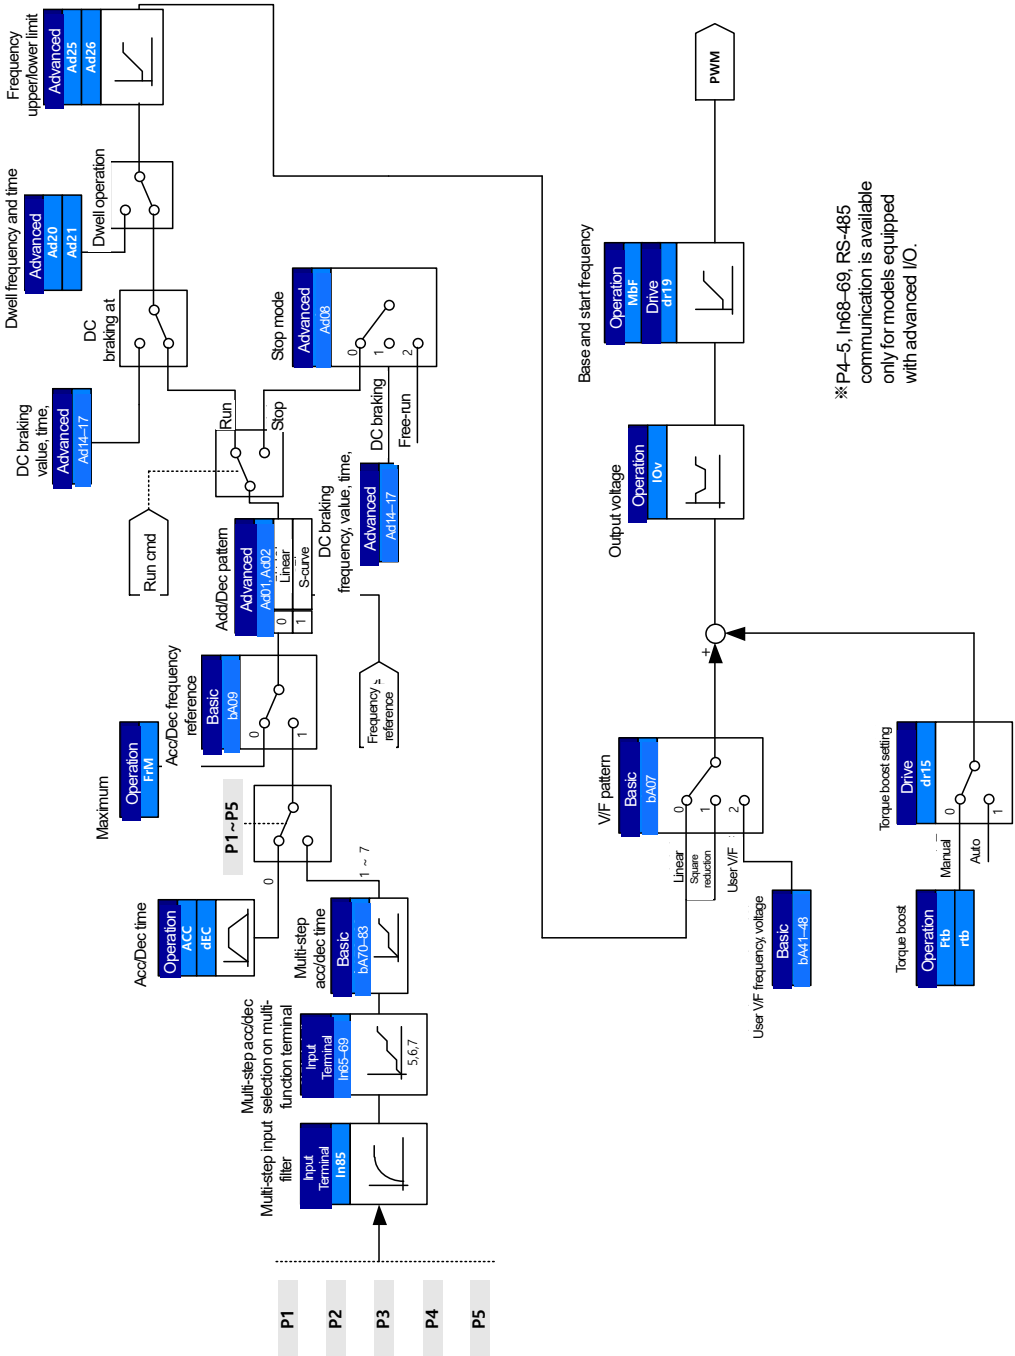 P1
P2
P3
P4
P5
Multi-step input
filter
Input
Terminal
In85
Multi-step acc/dec
selection on multi-
function terminal
Input
Terminal
In65–69
5,6,7
Multi-step
acc/dec time
Basic
bA70–83
Acc/Dec time
Operation
ACC
dEC
0
1 ~ 7
P1~P5
Maximum
Operation
FrM
Acc/Dec frequency
reference
Basic
bA09
0
1
Frequency
reference
Add/Dec pattern
Advanced
Ad01, Ad02
0
Linear
1
S-curve
Run cmd
Run
Stop
DC braking
frequency, value, time,
Advanced
Ad14–17
DC braking
Free-run
Stop mode
Advanced
Ad08
0
1
2
DC braking
value, time,
Advanced
Ad14–17
DC
braking at
Dwell frequency and time
Advanced
Ad20
Ad21
Dwell operation
Frequency
upper/lower limit
Advanced
Ad25
Ad26
User V/F frequency, voltage
Basic
bA41–48
Linear
Square
reduction
User V/F
V/F pattern
Basic
bA07
0
1
2
Torque boost
Operation
Ftb
rtb
Manual
Auto
Torque boost setting
Drive
dr15
0
1
+
Output voltage
Operation
IOv
Base and start frequency
Operation
MbF
Drive
dr19
PWM
※P4–5, In68–69, RS-485
communication is available
only for models equipped
with advanced I/O.